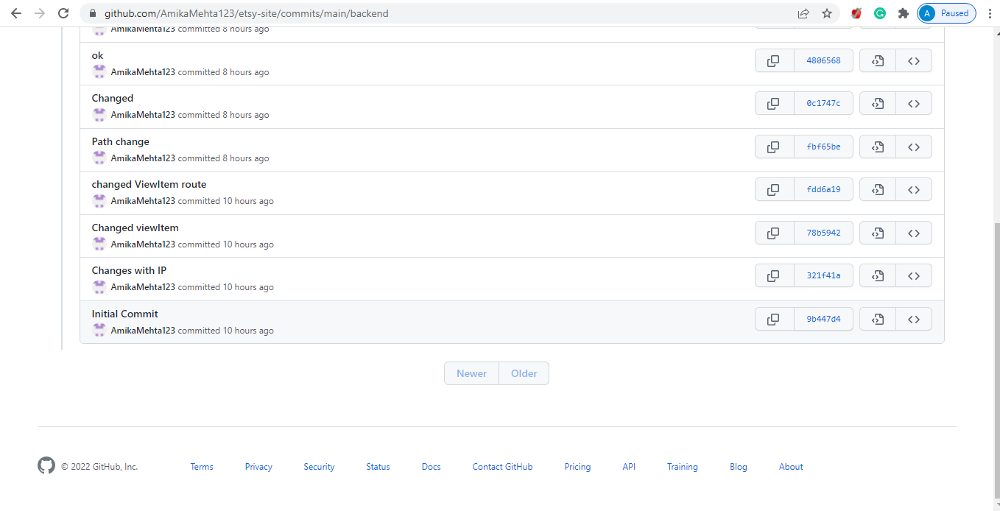 github.com/AmikaMehta123/etsy-site/commits/main/backend
A Paused
AmikaMehta123 committed 8 hours ago
ok
AmikaMehta123 committed 8 hours ago
4806568
Changed
AmikaMehta123 committed 8 hours ago
0c1747c
Path change
AmikaMehta123 committed 8 hours ago
fbf65be
changed ViewItem route
AmikaMehta123 committed 10 hours ago
fdd6a19
Changed viewItem
AmikaMehta123 committed 10 hours ago
78b5942
Changes with IP
AmikaMehta123 committed 10 hours ago
321f41a
Initial Commit
AmikaMehta123 committed 10 hours ago
9b447d4
Newer Older
© 2022 GitHub, Inc. Terms Privacy Security Status Docs Contact GitHub Pricing API Training Blog About